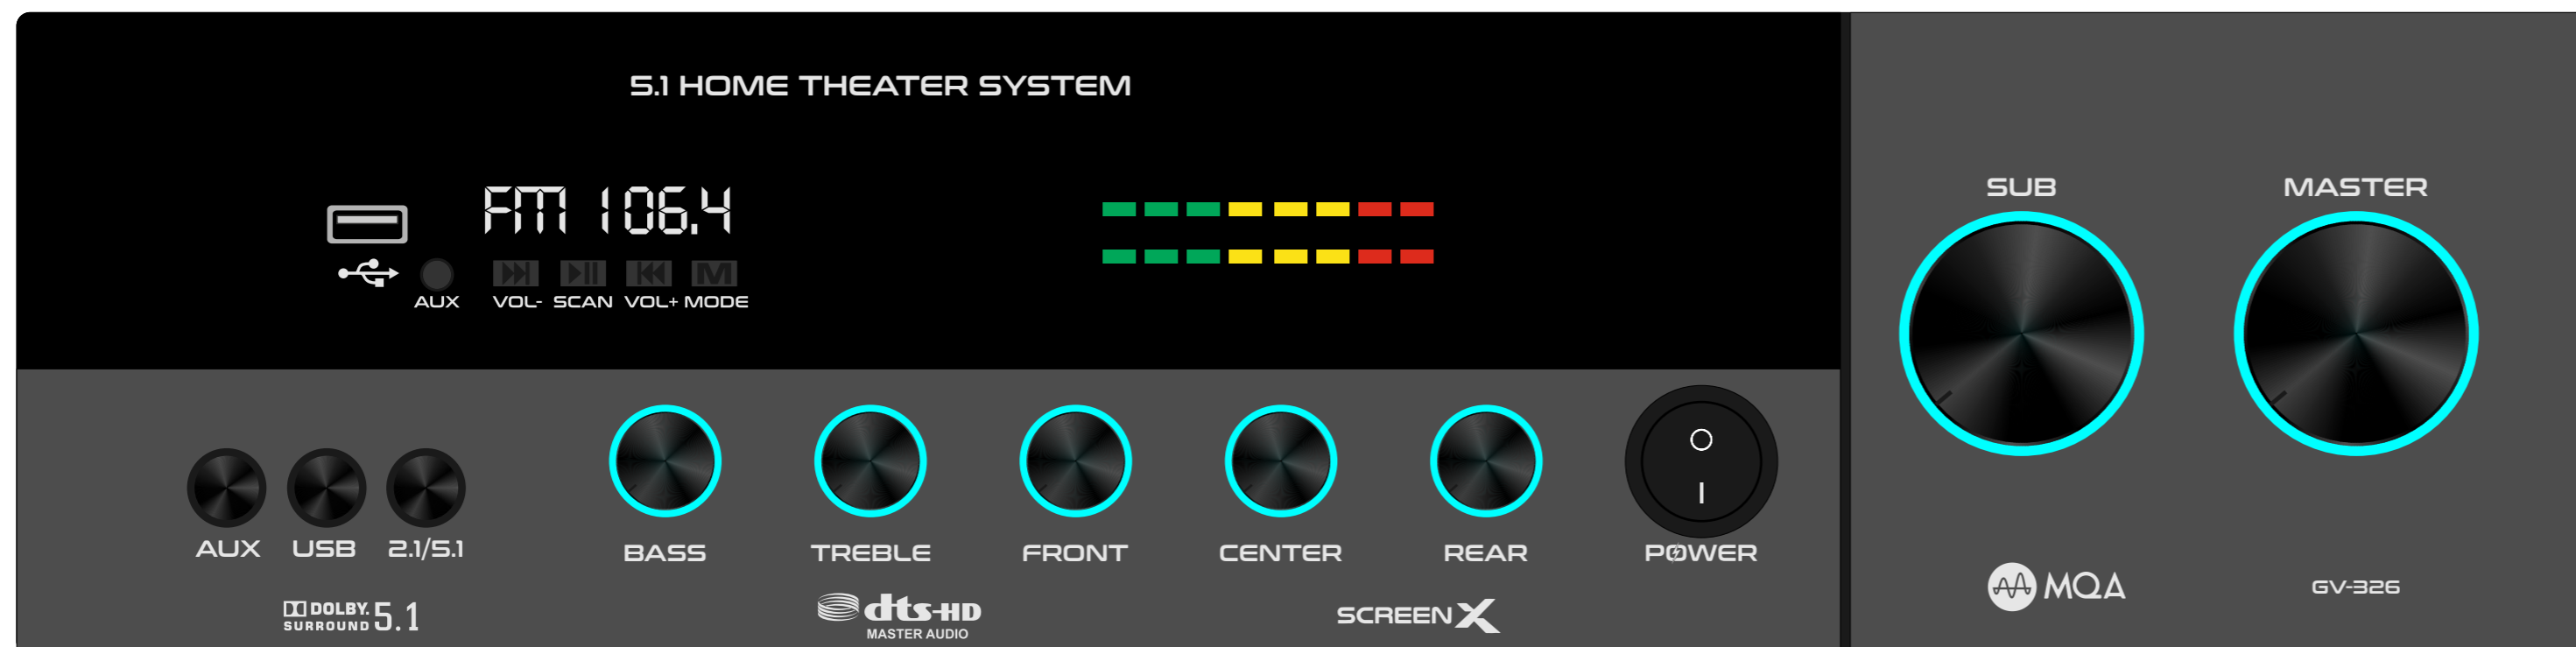 5.1 HOME THEATER SYSTEM
FM 106.4
AUX VOL- SCAN VOL+ MODE
M
SUB MASTER
AUX USB 2.1/5.1
BASS TREBLE FRONT CENTER REAR POWER
DOLBY.
SURROUND 5.1
dts-HD
MASTER AUDIO
SCREENX
MQA
GV-326